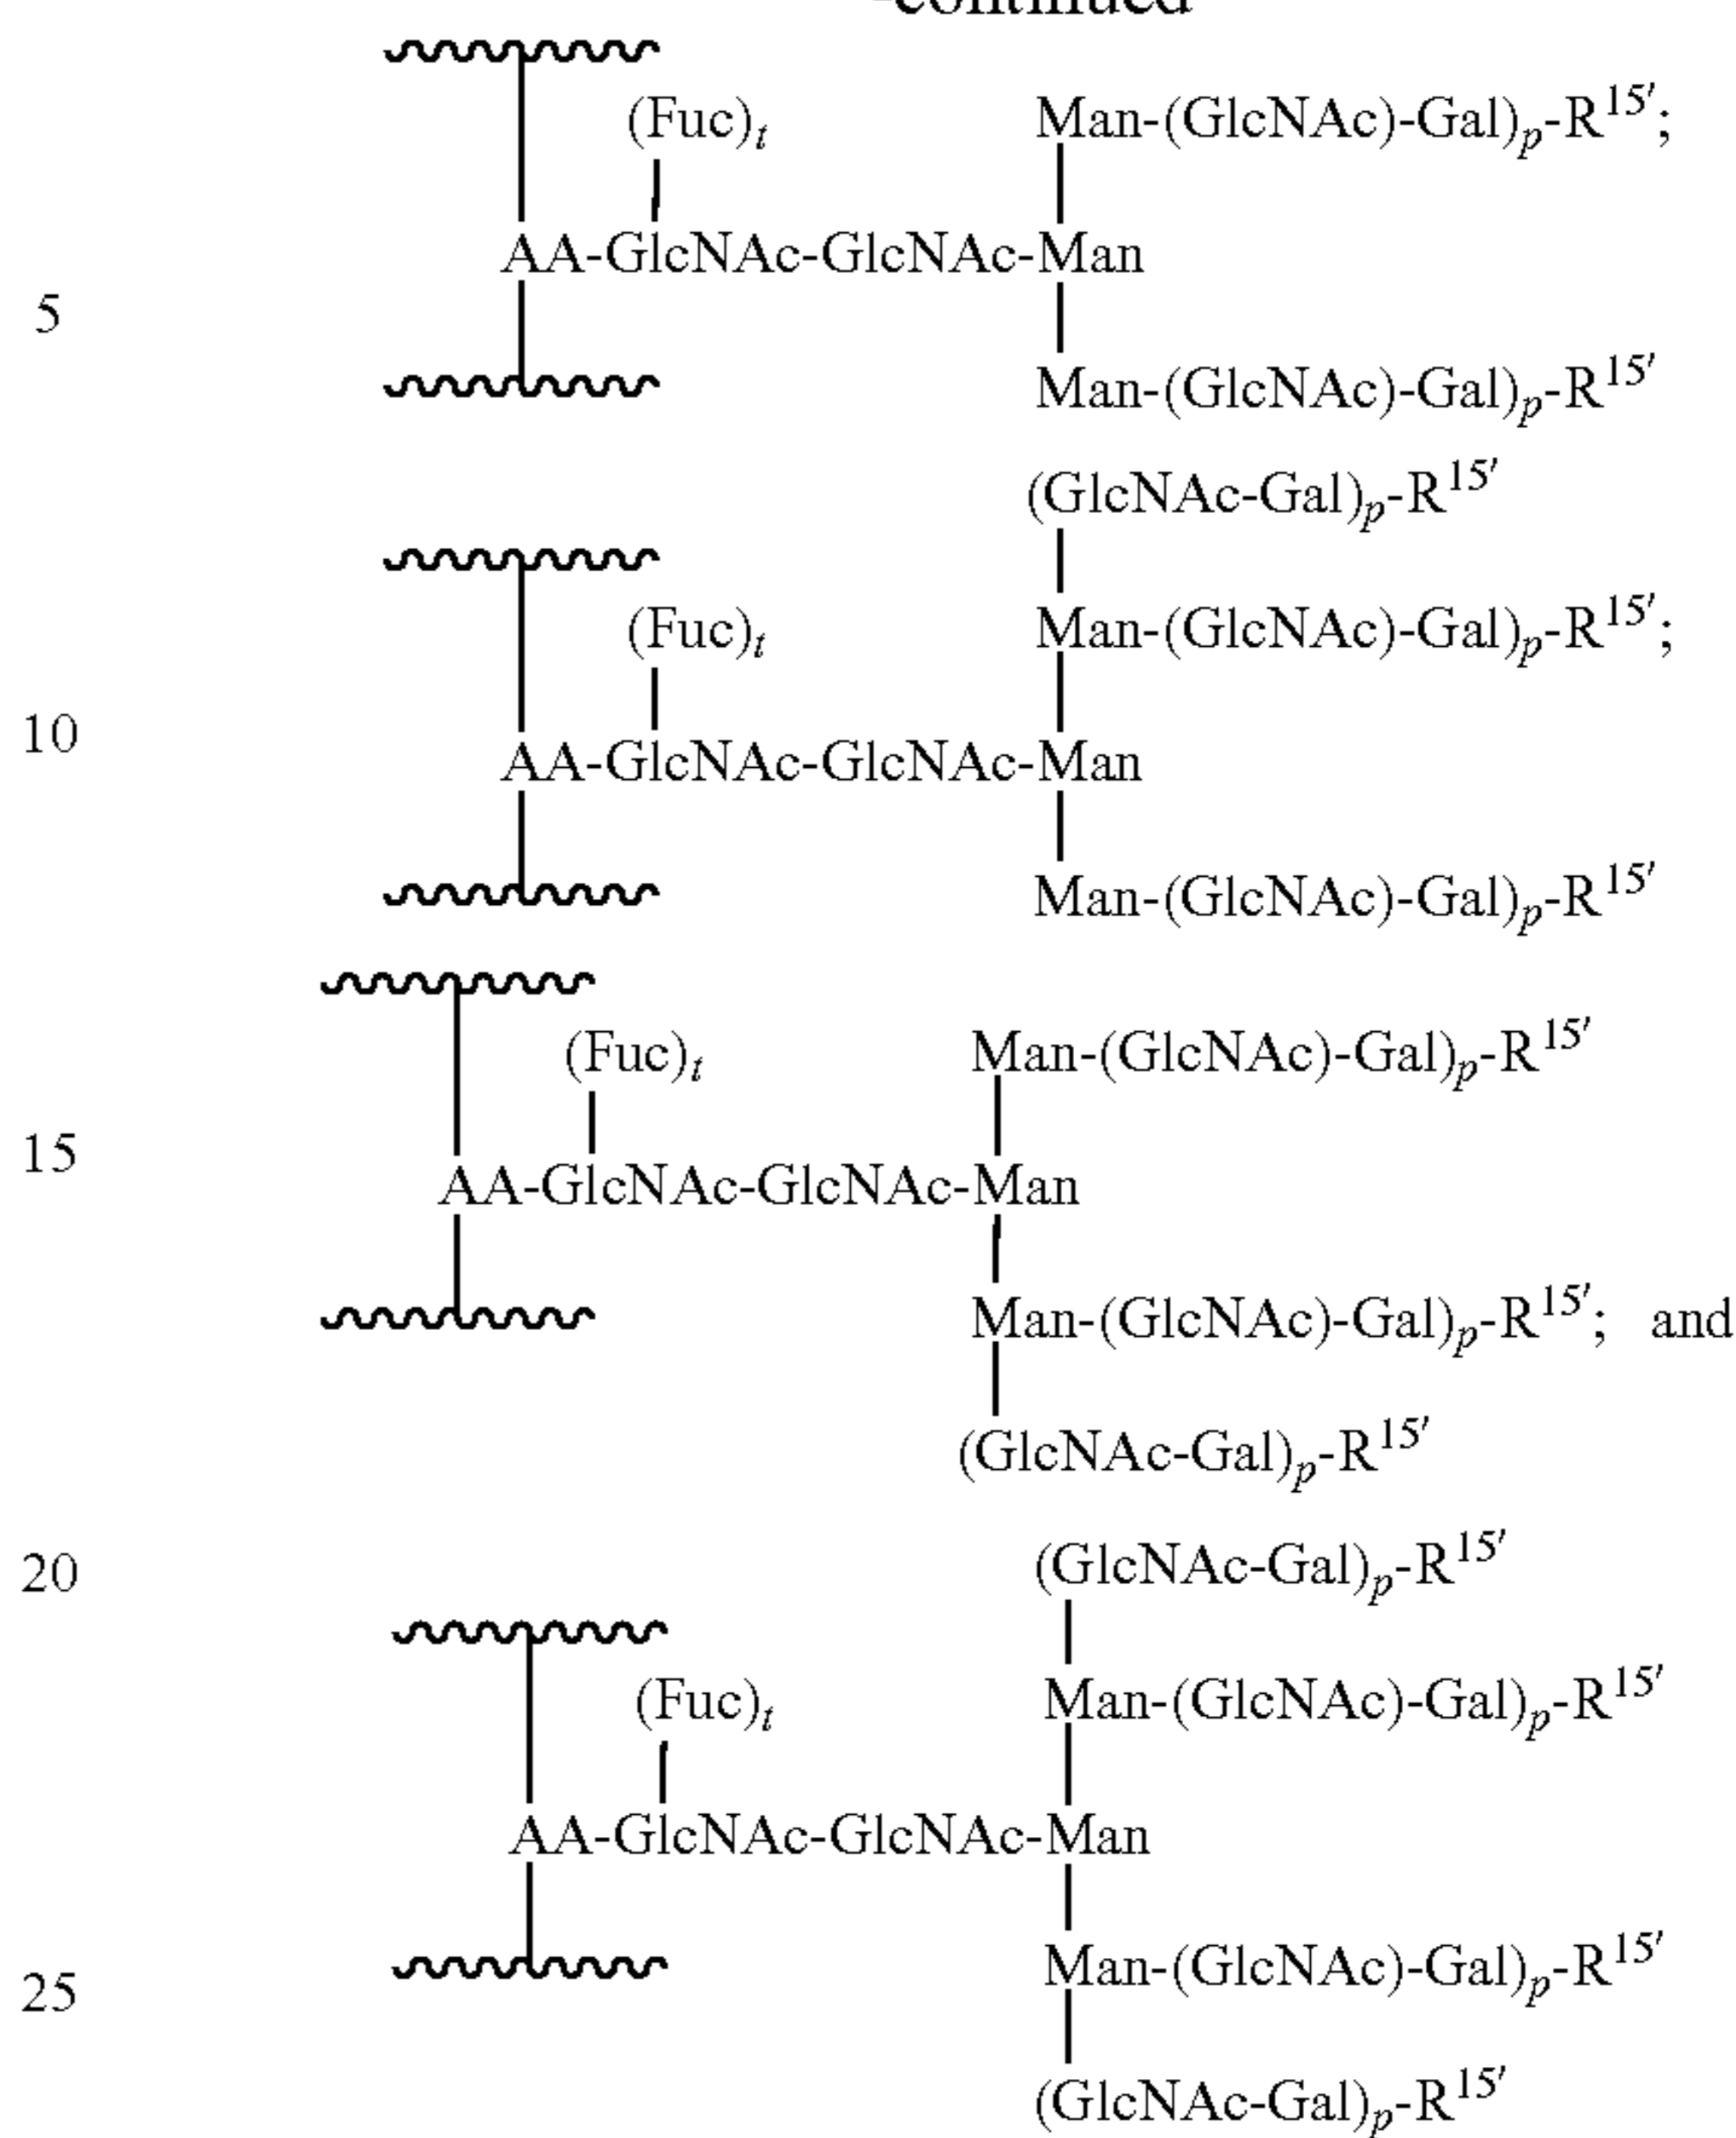 -continued
(Fuc)t Man-(GlcNAc)-Gal)p-R15';
AA-GlcNAc-GlcNAc-Man
5
Man-(GlcNAc)-Gal)p-R15'
(GlcNAc-Gal)p-R15'
(Fuc)t Man-(GlcNAc)-Gal)p-R15';
10
AA-GlcNAc-GlcNAc-Man
Man-(GlcNAc)-Gal)p-R15'
(Fuc)t Man-(GlcNAc)-Gal)p-R15'
15
AA-GlcNAc-GlcNAc-Man
Man-(GlcNAc)-Gal)p-R15'; and
(GlcNAc-Gal)p-R15'
20
(GlcNAc-Gal)p-R15'
(Fuc)t Man-(GlcNAc)-Gal)p-R15'
AA-GlcNAc-GlcNAc-Man
Man-(GlcNAc)-Gal)p-R15'
25
(GlcNAc-Gal)p-R15'